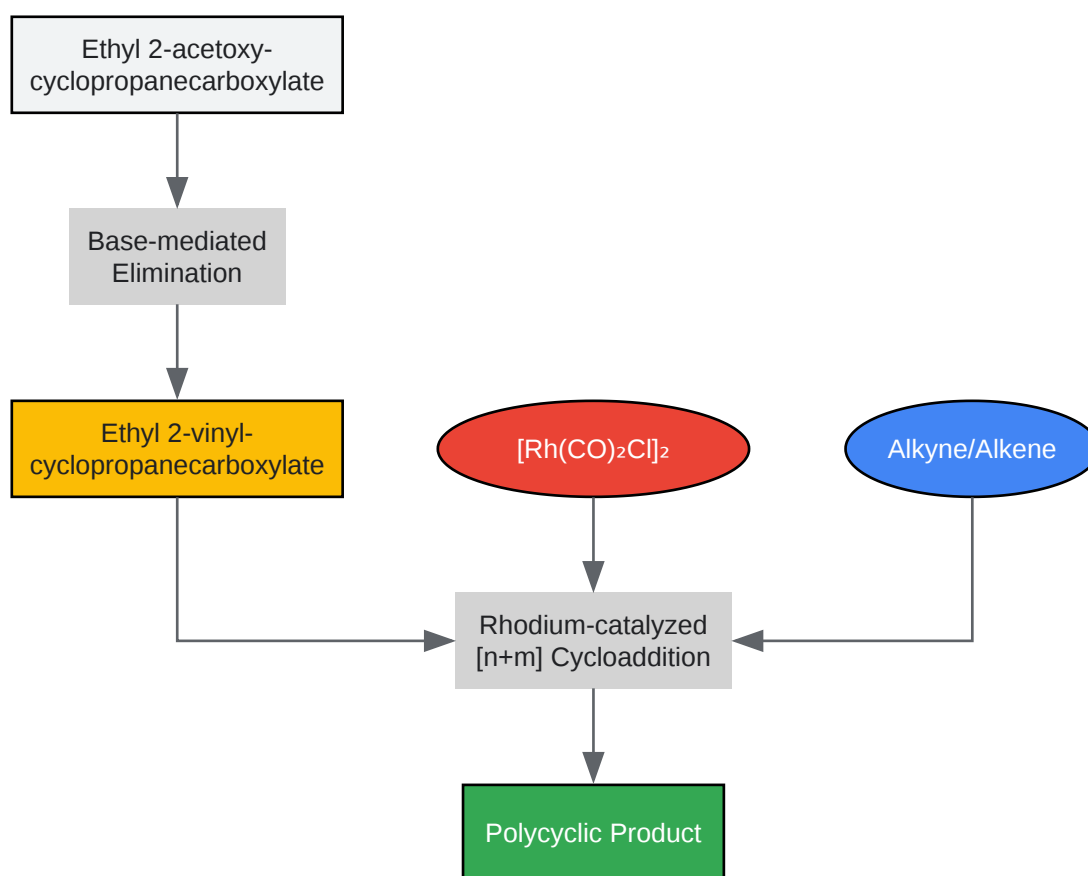 Ethyl 2-acetoxy-
cyclopropanecarboxylate
Base-mediated
Elimination
Ethyl 2-vinyl-
cyclopropanecarboxylate
[Rh(CO)₂Cl]₂
Alkyne/Alkene
Rhodium-catalyzed
[n+m] Cycloaddition
Polycyclic Product